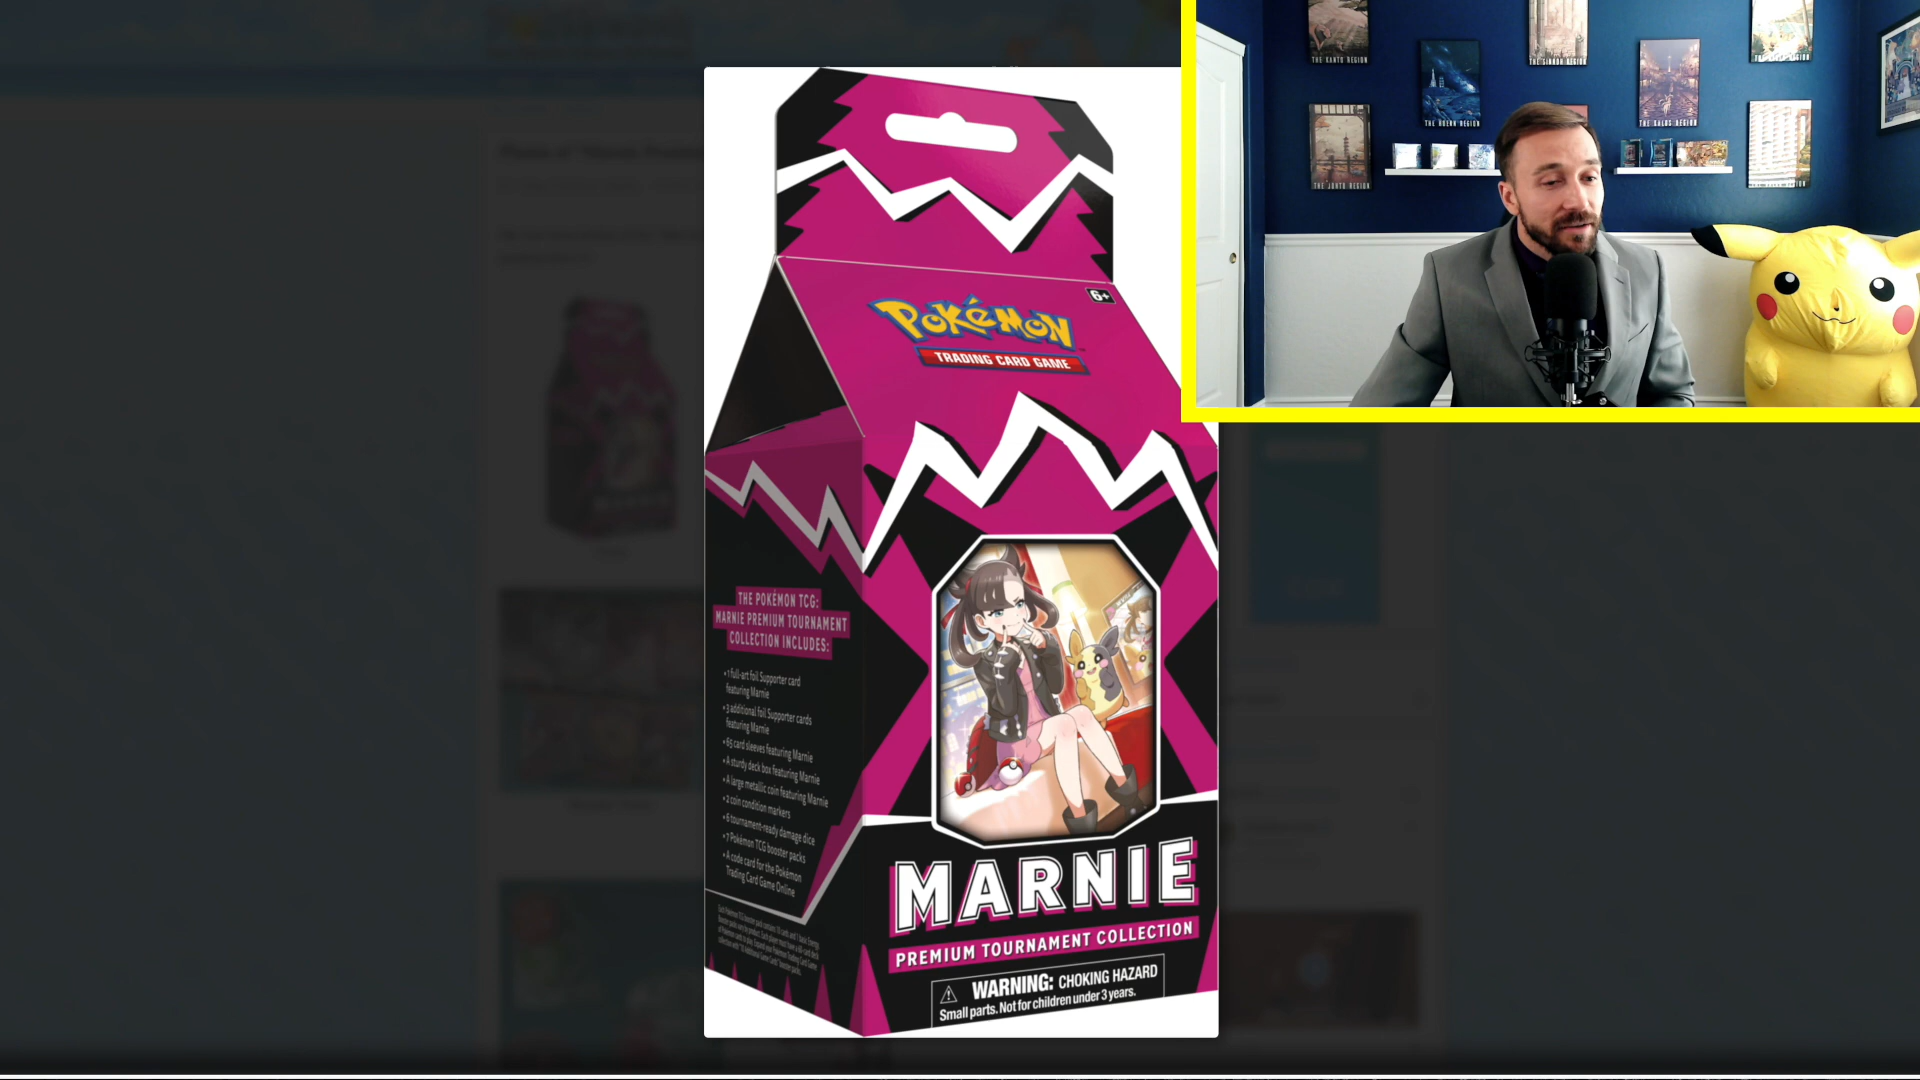 6+
Pokémon
TRADING CARD GAME
THE POKÉMON TCG:
MARNIE PREMIUM TOURNAMENT
COLLECTION INCLUDES:
• 1 full-art foil Supporter card
featuring Marnie
• 3 additional foil Supporter cards
featuring Marnie
• 65 card sleeves featuring Marnie
• A sturdy deck box featuring Marnie
• A large metallic coin featuring Marnie
• 2 coin condition markers
• 6 tournament-ready damage dice
• 7 Pokémon TCG booster packs
• A code card for the Pokémon
Trading Card Game Online
MARNIE
PREMIUM TOURNAMENT COLLECTION
WARNING: CHOKING HAZARD
Small parts. Not for children under 3 years.
THE KANTO REGION
THE HOENN REGION
THE SINNOH REGION
THE KALOS REGION
THE JOHTO REGION